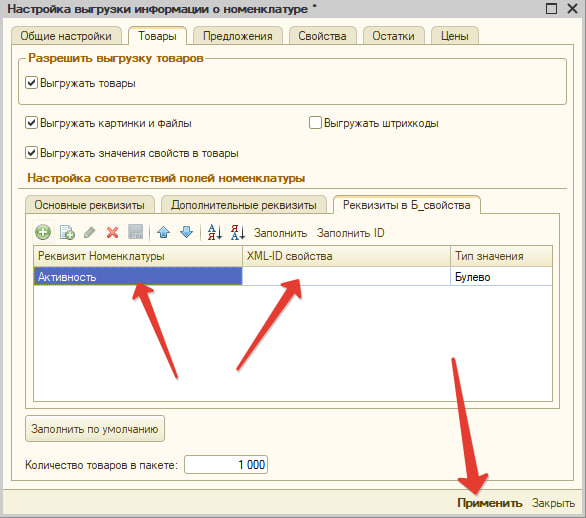 Настройка выгрузки информации о номенклатуре *
Общие настройки Товары Предложения Свойства Остатки Цены
Разрешить выгрузку товаров
Выгружать товары
Выгружать картинки и файлы Выгружать штрихкоды
Выгружать значения свойств в товары
Настройка соответствий полей номенклатуры
Основные реквизиты Дополнительные реквизиты Реквизиты в Б_свойства
Заполнить Заполнить ID
Реквизит Номенклатуры XML-ID свойства Тип значения
Активность Булево
Заполнить по умолчанию
Количество товаров в пакете: 1 000
Применить Закрыть